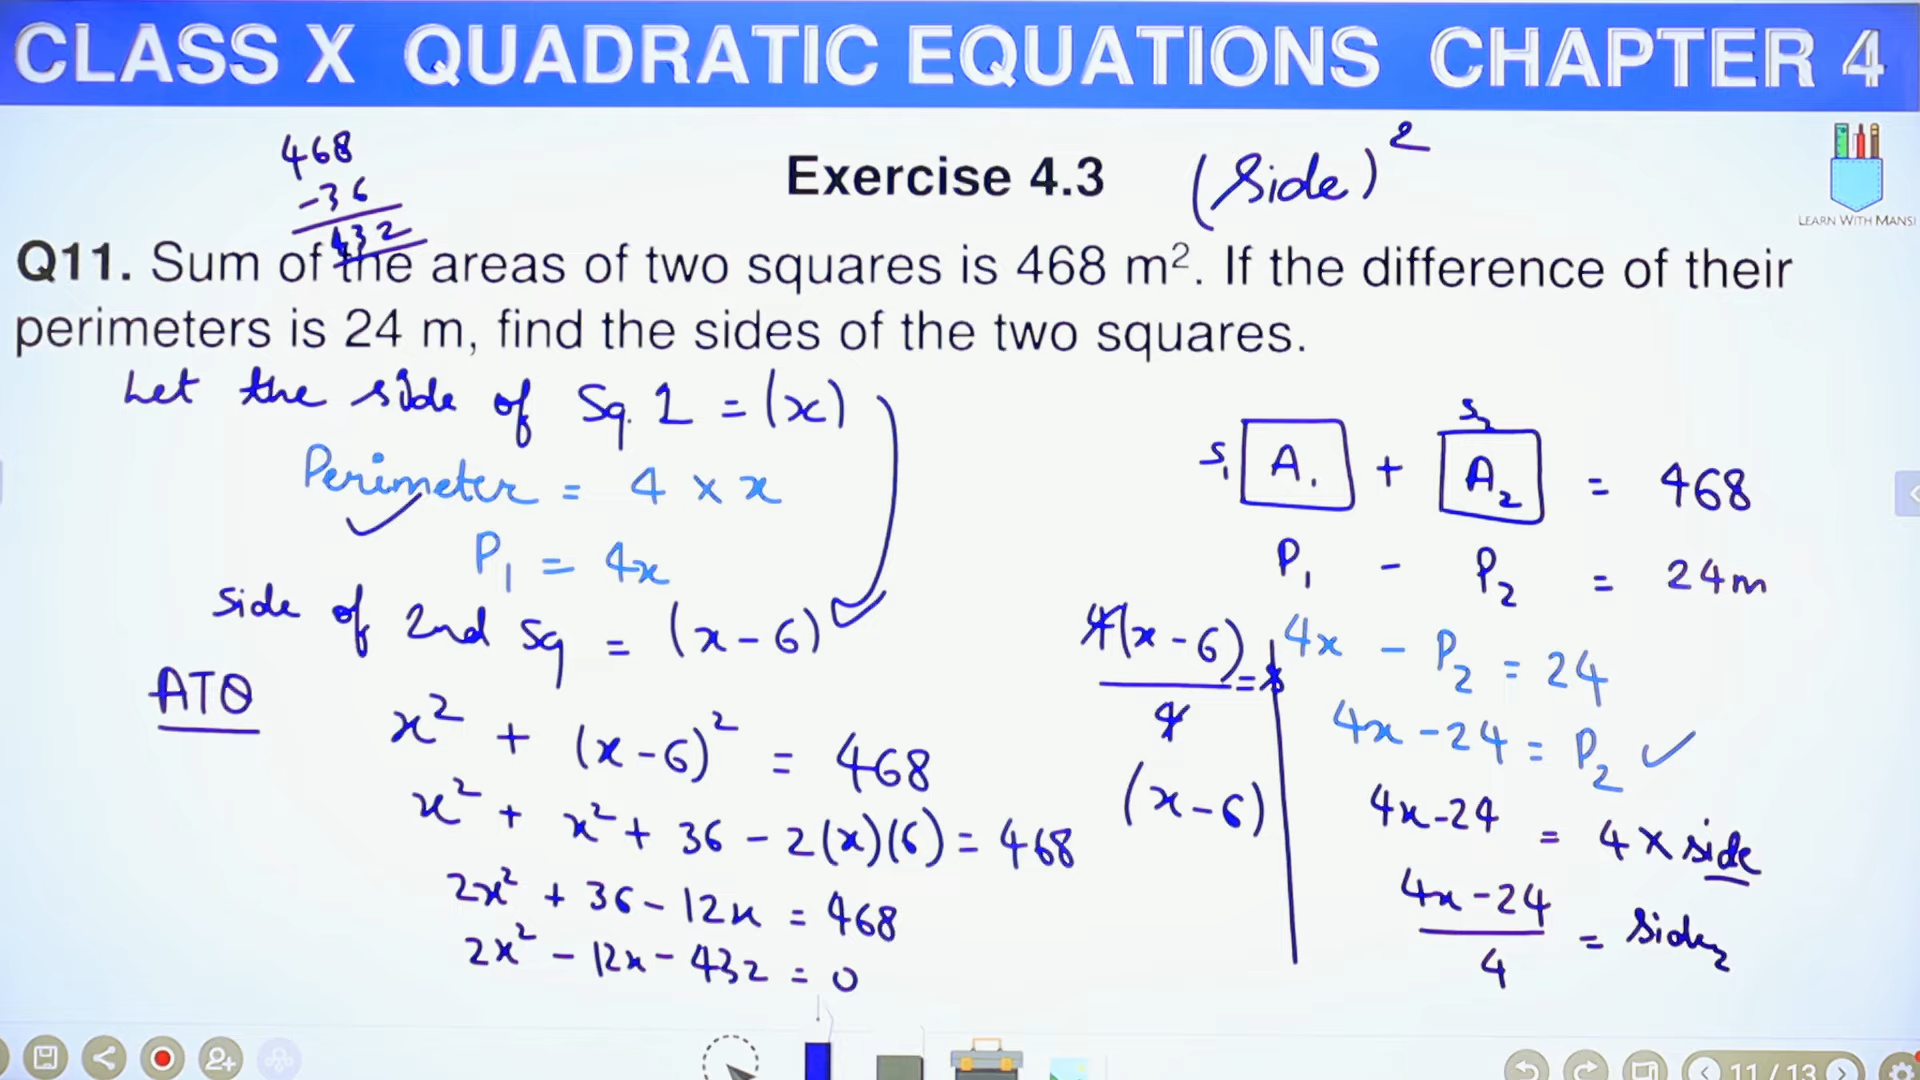 CLASS X QUADRATIC EQUATIONS CHAPTER 4
468
-36
432
Exercise 4.3
(Side)²
LEARN WITH MANSI
Q11. Sum of the areas of two squares is 468 m². If the difference of their
perimeters is 24 m, find the sides of the two squares.
Let the side of Sq. 1 = (x)
Perimeter = 4 × x
P₁ = 4x
side of 2nd sq = (x-6)
ATQ
x² + (x-6)² = 468
x² + x² + 36 - 2(x)(6) = 468
2x² + 36 - 12x = 468
2x² - 12x - 432 = 0
S₁ A₁ + S₂ A₂ = 468
P₁ - P₂ = 24m
4x - P₂ = 24
4x - 24 = P₂ ✓
4x-24 = 4 × side
4x-24 / 4 = Side₂
4(x-6) / 4 =
(x-6)
11 / 13